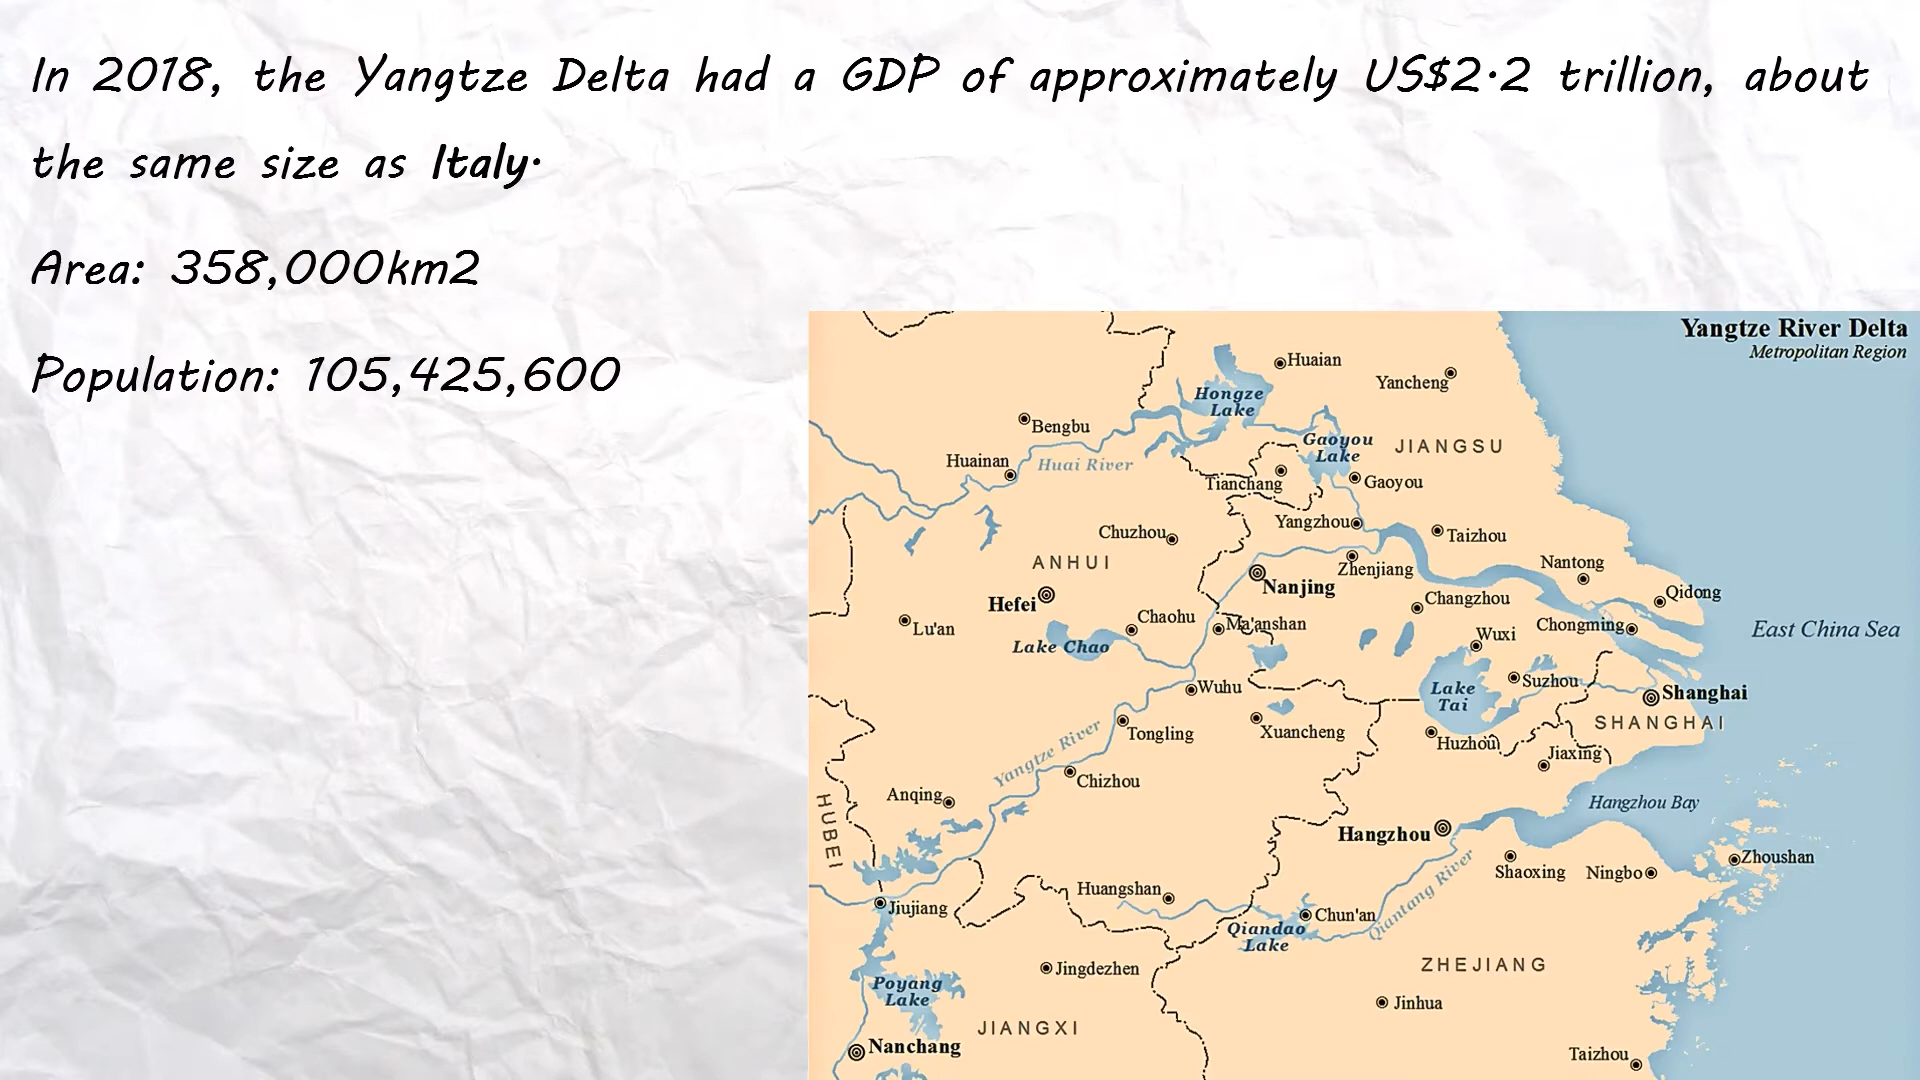 In 2018, the Yangtze Delta had a GDP of approximately US$2.2 trillion, about
the same size as Italy.
Area: 358,000km2
Population: 105,425,600
Yangtze River Delta
Metropolitan Region
Huaian
Yancheng
Hongze
Lake
Bengbu
Gaoyou
Lake
JIANGSU
Huainan
Huai River
Tianchang
Gaoyou
Yangzhou
Chuzhou
Taizhou
ANHUI
Zhenjiang
Nantong
Nanjing
Hefei
Changzhou
Qidong
Chaohu
Ma'anshan
Chongming
East China Sea
Lu'an
Lake Chao
Wuxi
Wuhu
Lake
Tai
Suzhou
Shanghai
SHANGHAI
Tongling
Xuancheng
Huzhou
Jiaxing
Yangtze River
Chizhou
Anqing
HUBEI
Hangzhou Bay
Hangzhou
Qiantang River
Shaoxing
Ningbo
Zhoushan
Huangshan
Jiujiang
Chun'an
Qiandao
Lake
Jingdezhen
ZHEJIANG
Poyang
Lake
Jinhua
JIANGXI
Nanchang
Taizhou